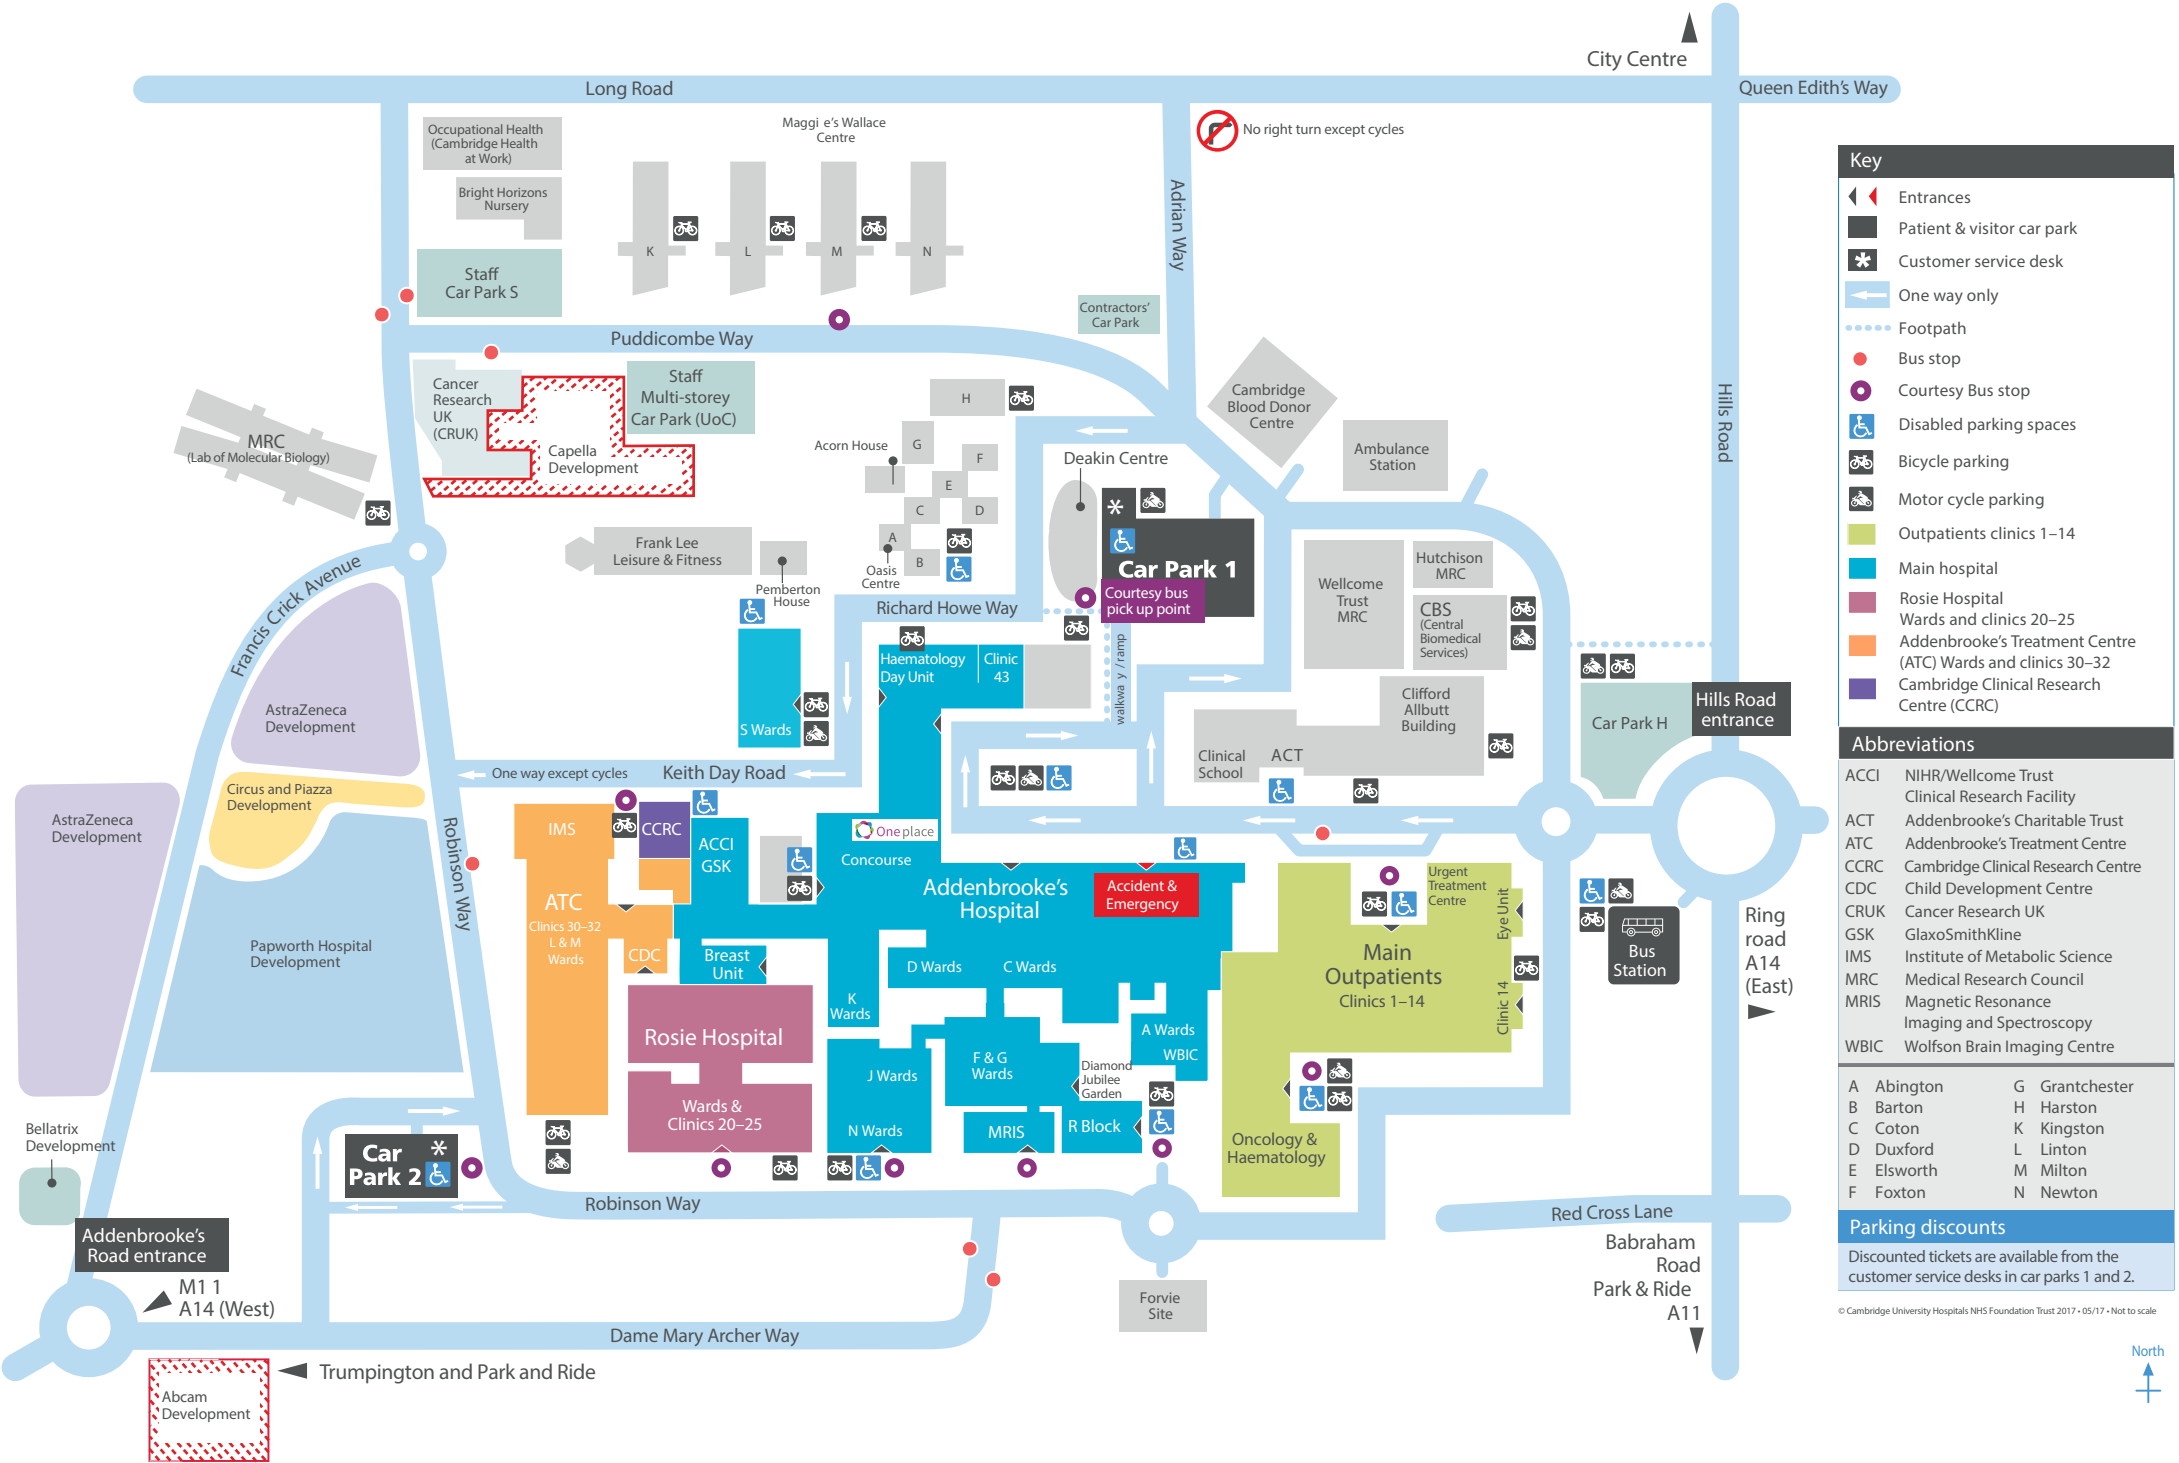 City Centre
Long Road
Queen Edith's Way
Occupational Health
(Cambridge Health
at Work)
Maggi e's Wallace
Centre
No right turn except cycles
Bright Horizons
Nursery
Adrian Way
K
L
M
N
Staff
Car Park S
Contractors'
Car Park
Puddicombe Way
Cancer
Research
UK
(CRUK)
Staff
Multi-storey
Car Park (UoC)
Capella
Development
MRC
(Lab of Molecular Biology)
Cambridge
Blood Donor
Centre
Ambulance
Station
Hills Road
H
Acorn House
G
F
E
C
D
A
B
Oasis
Centre
Deakin Centre
*
Car Park 1
Courtesy bus
pick up point
Frank Lee
Leisure & Fitness
Pemberton
House
Richard Howe Way
walkwa y /ramp
Wellcome
Trust
MRC
Hutchison
MRC
CBS
(Central
Biomedical
Services)
Francis Crick Avenue
AstraZeneca
Development
Haematology
Day Unit
Clinic
43
S Wards
Clifford
Allbutt
Building
Clinical
School
ACT
Car Park H
Hills Road
entrance
One way except cycles
Keith Day Road
Circus and Piazza
Development
AstraZeneca
Development
Robinson Way
Papworth Hospital
Development
IMS
CCRC
ACCI
GSK
One place
Concourse
Addenbrooke's
Hospital
Accident &
Emergency
ATC
Clinics 30–32
L & M
Wards
CDC
Breast
Unit
D Wards
C Wards
K
Wards
Urgent
Treatment
Centre
Eye Unit
Main
Outpatients
Clinics 1–14
Clinic 14
Bus
Station
Ring
road
A14
(East)
Rosie Hospital
Wards &
Clinics 20–25
J Wards
N Wards
F & G
Wards
MRIS
A Wards
WBIC
Diamond
Jubilee
Garden
R Block
Oncology &
Haematology
Bellatrix
Development
Car
Park 2
*
Robinson Way
Addenbrooke's
Road entrance
M1 1
A14 (West)
Red Cross Lane
Babraham
Road
Park & Ride
A11
Forvie
Site
Dame Mary Archer Way
Trumpington and Park and Ride
Abcam
Development
Key
Entrances
Patient & visitor car park
* Customer service desk
One way only
Footpath
Bus stop
Courtesy Bus stop
Disabled parking spaces
Bicycle parking
Motor cycle parking
Outpatients clinics 1–14
Main hospital
Rosie Hospital
Wards and clinics 20–25
Addenbrooke's Treatment Centre
(ATC) Wards and clinics 30–32
Cambridge Clinical Research
Centre (CCRC)
Abbreviations
ACCI NIHR/Wellcome Trust
Clinical Research Facility
ACT Addenbrooke's Charitable Trust
ATC Addenbrooke's Treatment Centre
CCRC Cambridge Clinical Research Centre
CDC Child Development Centre
CRUK Cancer Research UK
GSK GlaxoSmithKline
IMS Institute of Metabolic Science
MRC Medical Research Council
MRIS Magnetic Resonance
Imaging and Spectroscopy
WBIC Wolfson Brain Imaging Centre
A Abington G Grantchester
B Barton H Harston
C Coton K Kingston
D Duxford L Linton
E Elsworth M Milton
F Foxton N Newton
Parking discounts
Discounted tickets are available from the
customer service desks in car parks 1 and 2.
© Cambridge University Hospitals NHS Foundation Trust 2017 • 05/17 • Not to scale
North